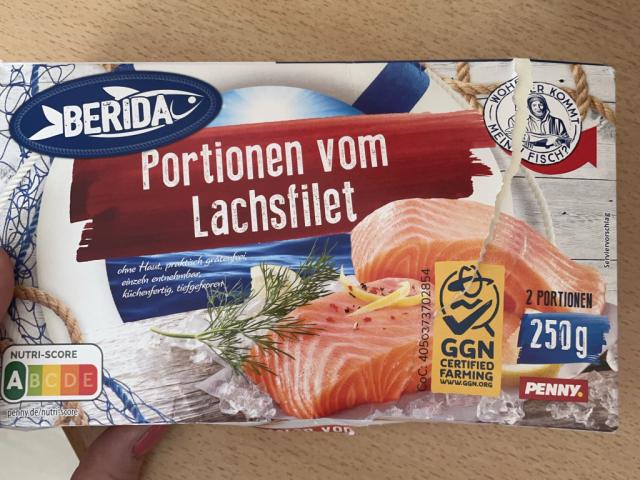 BERIDA
WOHER KOMMT
MEIN FISCH?
Portionen vom
Lachsfilet
ohne Haut, praktisch grätenfrei,
einzeln entnehmbar,
küchenfertig, tiefgefroren
Serviervorschlag
CoC: 4050373702854
2 PORTIONEN
250g
GGN
CERTIFIED
FARMING
WWW.GGN.ORG
NUTRI-SCORE
A B C D E
penny.de/nutri-score
PENNY.